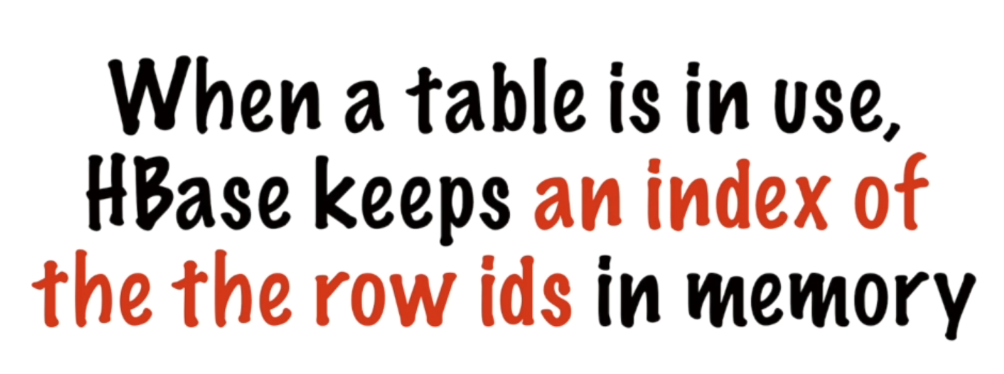 When a table is in use,
HBase keeps an index of
the the row ids in memory